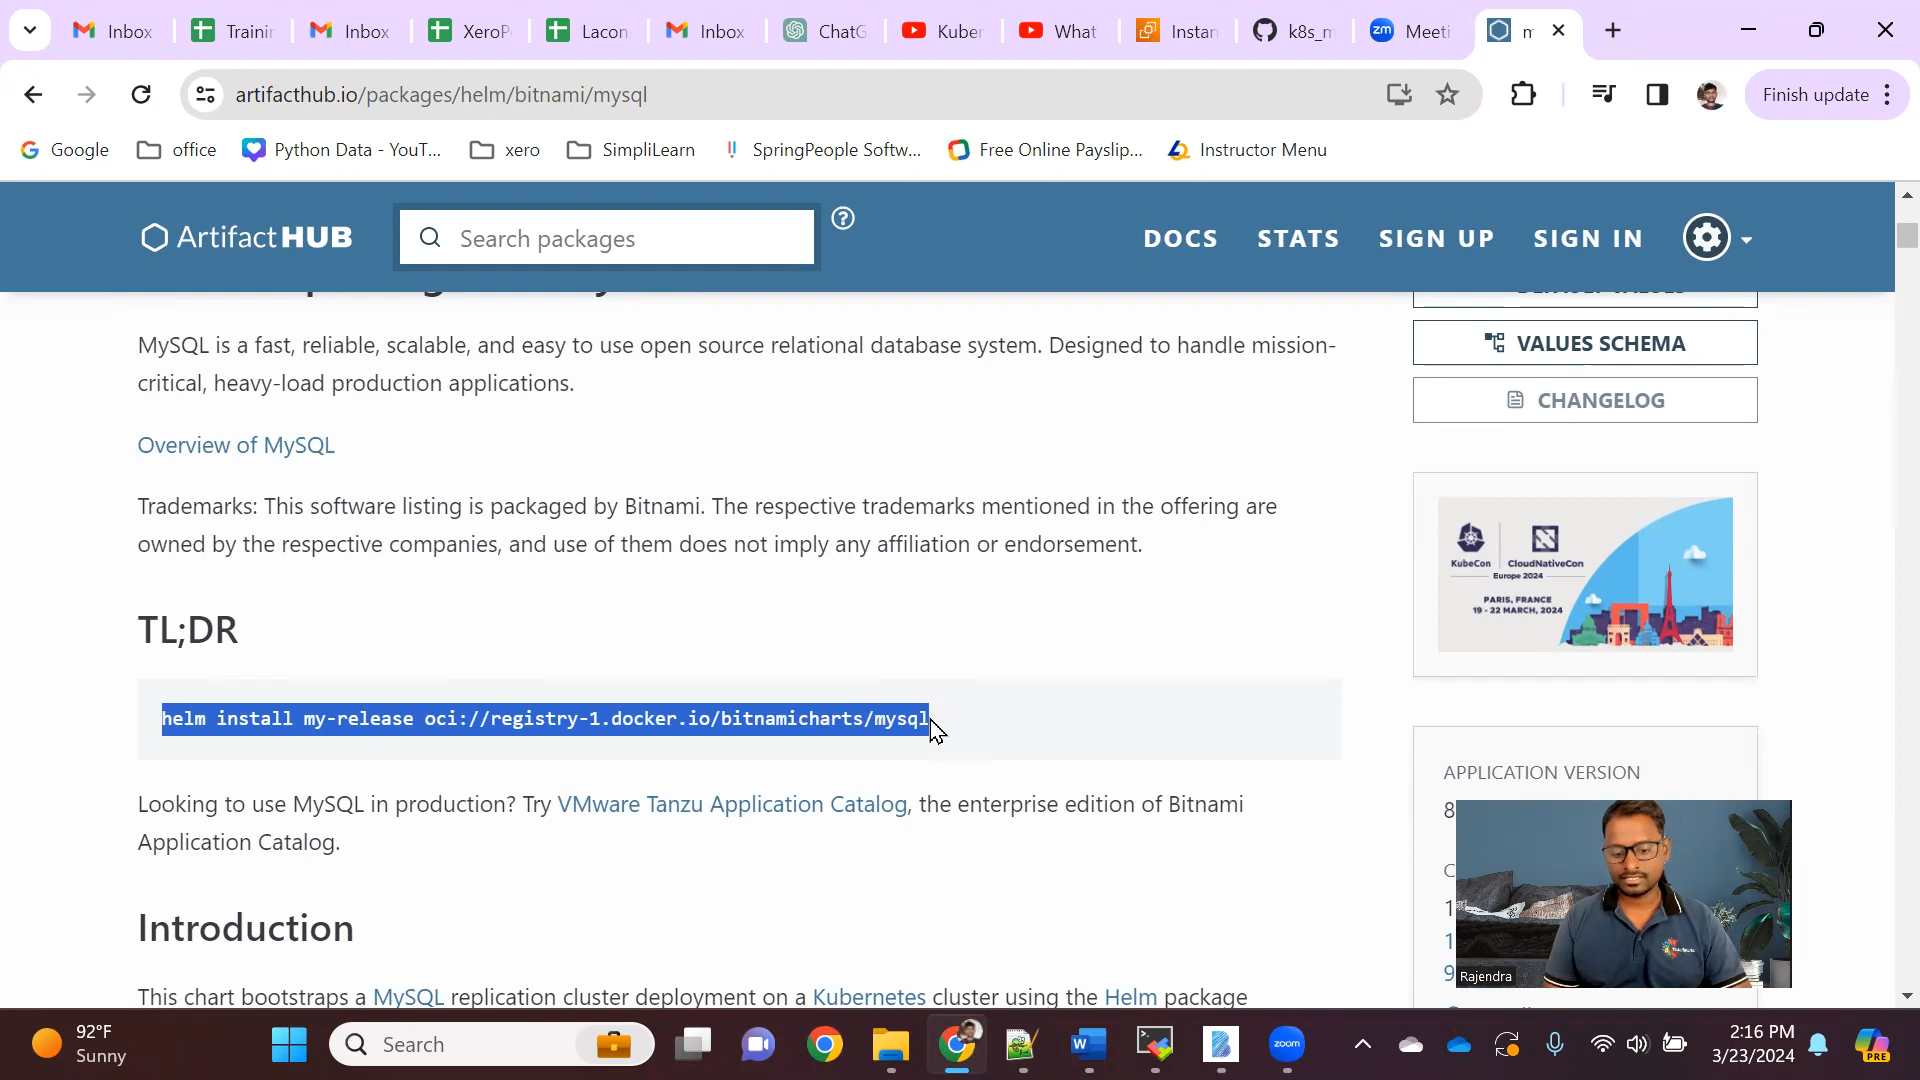 Inbox
Trainin
Inbox
XeroP
Lacon
Inbox
ChatG
Kuber
What
Instan
k8s_m
Meeti
m
artifacthub.io/packages/helm/bitnami/mysql
Finish update
Google
office
Python Data - YouT...
xero
SimpliLearn
SpringPeople Softw...
Free Online Payslip...
Instructor Menu
ArtifactHUB
Search packages
?
DOCS
STATS
SIGN UP
SIGN IN
MySQL is a fast, reliable, scalable, and easy to use open source relational database system. Designed to handle mission-
critical, heavy-load production applications.
Overview of MySQL
Trademarks: This software listing is packaged by Bitnami. The respective trademarks mentioned in the offering are
owned by the respective companies, and use of them does not imply any affiliation or endorsement.
TL;DR
helm install my-release oci://registry-1.docker.io/bitnamicharts/mysql
Looking to use MySQL in production? Try VMware Tanzu Application Catalog, the enterprise edition of Bitnami
Application Catalog.
Introduction
This chart bootstraps a MySQL replication cluster deployment on a Kubernetes cluster using the Helm package
VALUES SCHEMA
CHANGELOG
KubeCon
CloudNativeCon
Europe 2024
PARIS, FRANCE
19 - 22 MARCH, 2024
APPLICATION VERSION
8
C
1
1
9
Rajendra
92°F
Sunny
Search
zoom
2:16 PM
3/23/2024
PRE